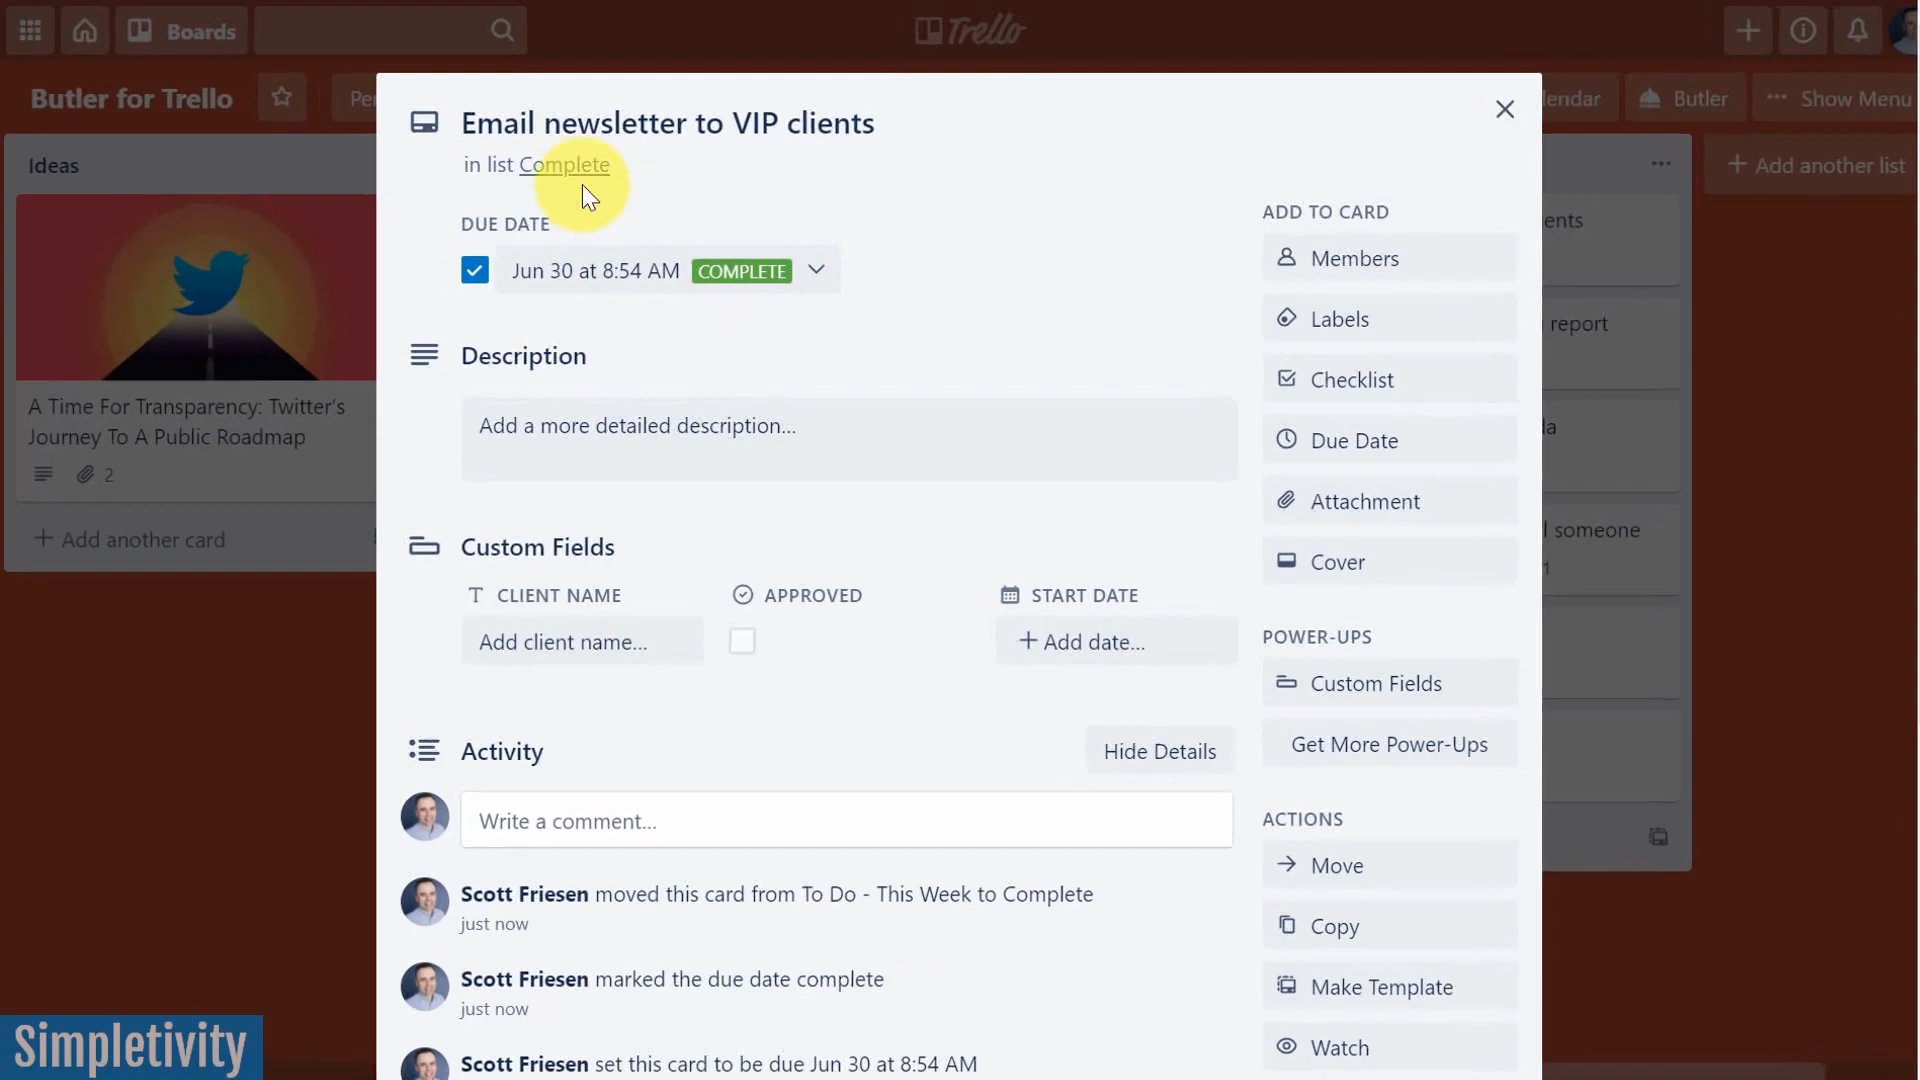 Boards
Trello
Butler for Trello
Butler
Show Menu
Ideas
A Time For Transparency: Twitter's
Journey To A Public Roadmap
2
+ Add another card
Email newsletter to VIP clients
in list Complete
DUE DATE
Jun 30 at 8:54 AM COMPLETE
Description
Add a more detailed description...
Custom Fields
CLIENT NAME
APPROVED
START DATE
Add client name...
+ Add date...
Activity
Hide Details
Write a comment...
Scott Friesen moved this card from To Do - This Week to Complete
just now
Scott Friesen marked the due date complete
just now
Scott Friesen set this card to be due Jun 30 at 8:54 AM
ADD TO CARD
Members
Labels
Checklist
Due Date
Attachment
Cover
POWER-UPS
Custom Fields
Get More Power-Ups
ACTIONS
Move
Copy
Make Template
Watch
report
someone
1
+ Add another list
Simpletivity